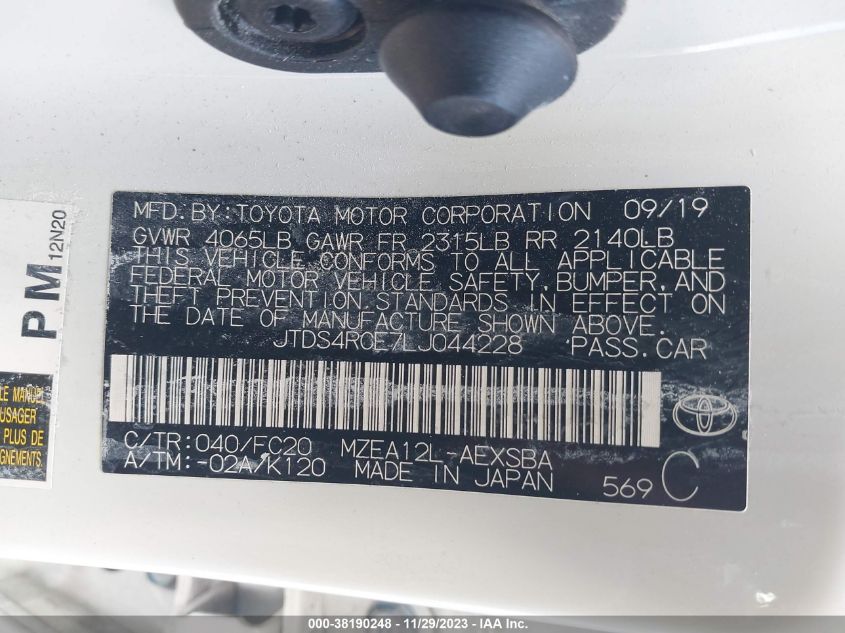 MFD. BY: TOYOTA MOTOR CORPORATION 09/19
GVWR 4065LB GAWR FR 2315LB RR 2140LB
THIS VEHICLE CONFORMS TO ALL APPLICABLE
FEDERAL MOTOR VEHICLE SAFETY, BUMPER, AND
THEFT PREVENTION STANDARDS IN EFFECT ON
THE DATE OF MANUFACTURE SHOWN ABOVE.
JTDS4RCE7LJ044228 PASS. CAR
C/TR: 040/FC20 MZEA12L-AEXSBA
A/TM: -02A/K120 MADE IN JAPAN
569 C
PM 12N20
LE MANUEL
USAGER
PLUS DE
GNEMENTS.
000-38190248 - 11/29/2023 - © IAA Inc.